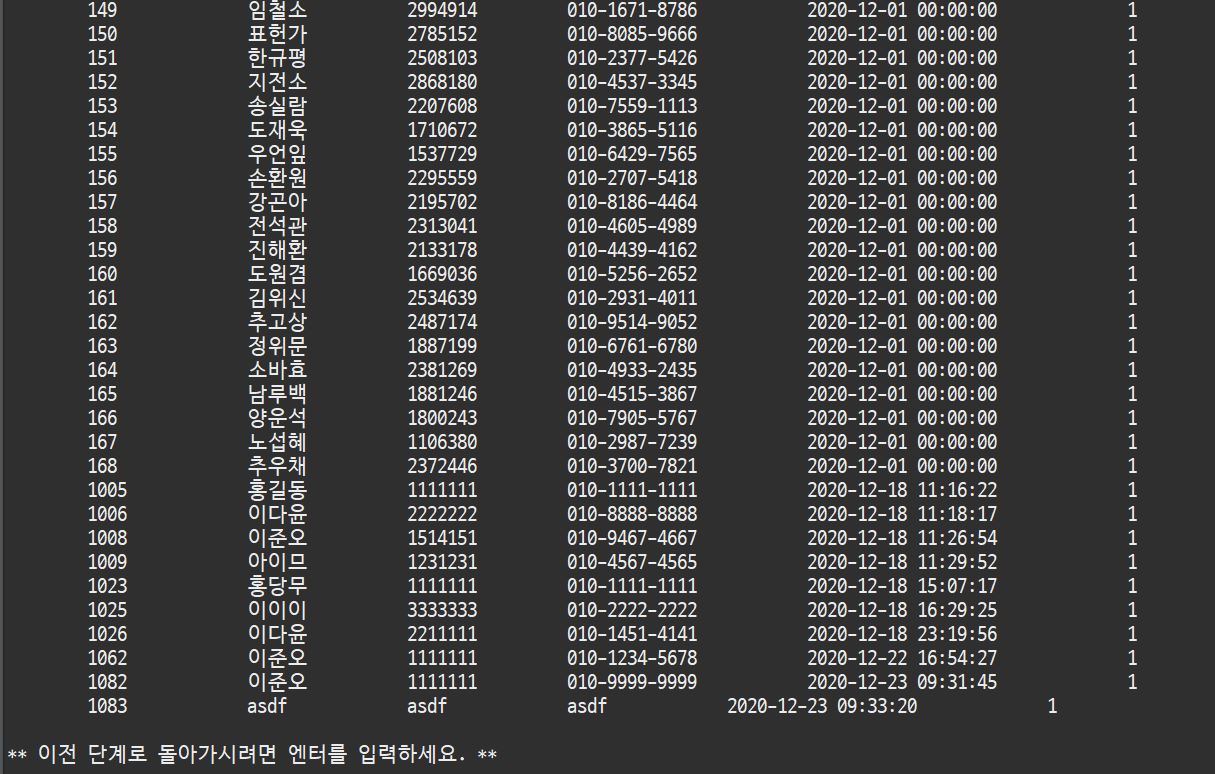 149 임철소 2994914 010-1671-8786 2020-12-01 00:00:00 1
150 표헌가 2785152 010-8085-9666 2020-12-01 00:00:00 1
151 한규평 2508103 010-2377-5426 2020-12-01 00:00:00 1
152 지전소 2868180 010-4537-3345 2020-12-01 00:00:00 1
153 송실람 2207608 010-7559-1113 2020-12-01 00:00:00 1
154 도재욱 1710672 010-3865-5116 2020-12-01 00:00:00 1
155 우언잎 1537729 010-6429-7565 2020-12-01 00:00:00 1
156 손환원 2295559 010-2707-5418 2020-12-01 00:00:00 1
157 강곤아 2195702 010-8186-4464 2020-12-01 00:00:00 1
158 전석관 2313041 010-4605-4989 2020-12-01 00:00:00 1
159 진해환 2133178 010-4439-4162 2020-12-01 00:00:00 1
160 도원겸 1669036 010-5256-2652 2020-12-01 00:00:00 1
161 김위신 2534639 010-2931-4011 2020-12-01 00:00:00 1
162 추고상 2487174 010-9514-9052 2020-12-01 00:00:00 1
163 정위문 1887199 010-6761-6780 2020-12-01 00:00:00 1
164 소바효 2381269 010-4933-2435 2020-12-01 00:00:00 1
165 남루백 1881246 010-4515-3867 2020-12-01 00:00:00 1
166 양운석 1800243 010-7905-5767 2020-12-01 00:00:00 1
167 노섭혜 1106380 010-2987-7239 2020-12-01 00:00:00 1
168 추우채 2372446 010-3700-7821 2020-12-01 00:00:00 1
1005 홍길동 1111111 010-1111-1111 2020-12-18 11:16:22 1
1006 이다윤 2222222 010-8888-8888 2020-12-18 11:18:17 1
1008 이준오 1514151 010-9467-4667 2020-12-18 11:26:54 1
1009 아이므 1231231 010-4567-4565 2020-12-18 11:29:52 1
1023 홍당무 1111111 010-1111-1111 2020-12-18 15:07:17 1
1025 이이이 3333333 010-2222-2222 2020-12-18 16:29:25 1
1026 이다윤 2211111 010-1451-4141 2020-12-18 23:19:56 1
1062 이준오 1111111 010-1234-5678 2020-12-22 16:54:27 1
1082 이준오 1111111 010-9999-9999 2020-12-23 09:31:45 1
1083 asdf asdf asdf 2020-12-23 09:33:20 1
** 이전 단계로 돌아가시려면 엔터를 입력하세요. **